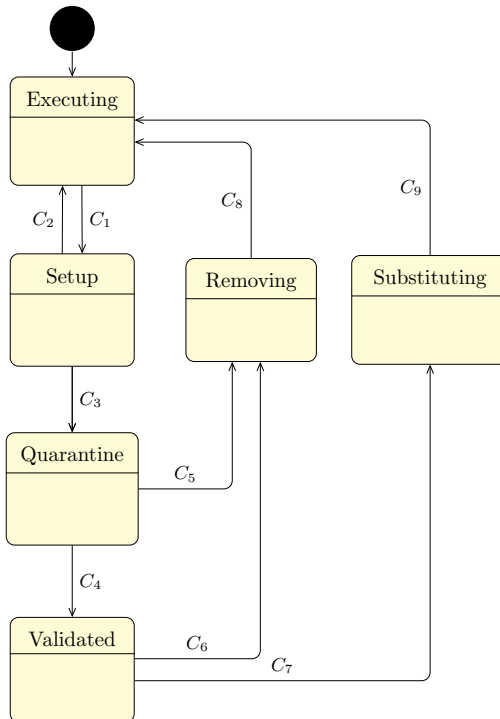 Executing
C₂
C₁
C₈
C₉
Setup
Removing
Substituting
C₃
Quarantine
C₅
C₄
Validated
C₆
C₇